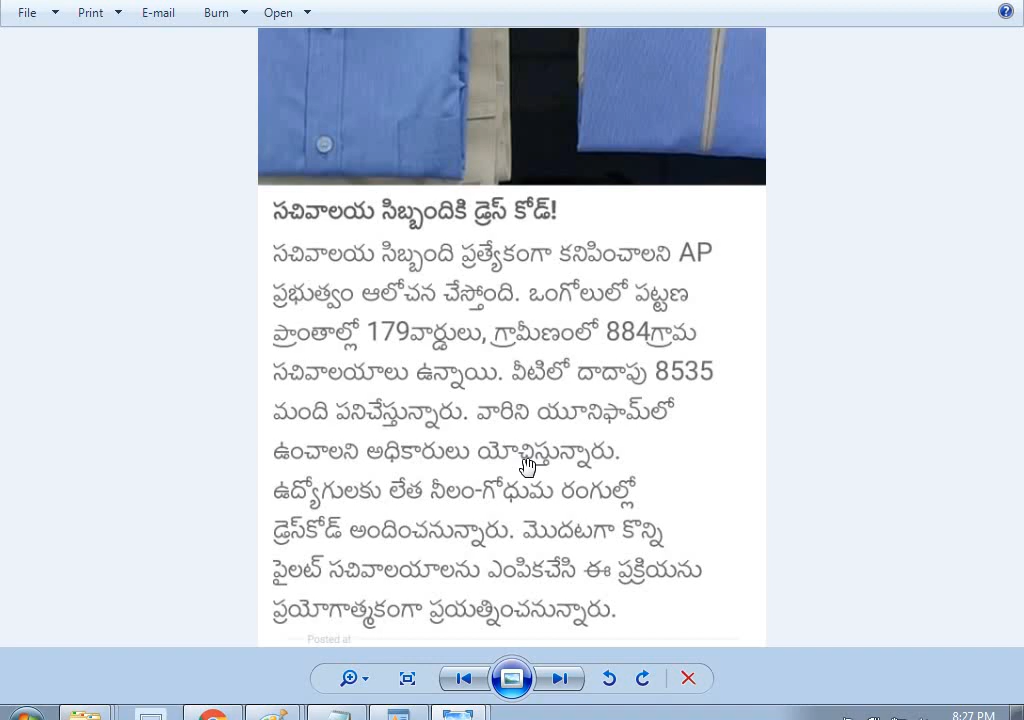 File Print E-mail Burn Open
సచివాలయ సిబ్బందికి డ్రెస్ కోడ్!
సచివాలయ సిబ్బంది ప్రత్యేకంగా కనిపించాలని AP
ప్రభుత్వం ఆలోచన చేస్తోంది. ఒంగోలులో పట్టణ
ప్రాంతాల్లో 179వార్డులు, గ్రామీణంలో 884గ్రామ
సచివాలయాలు ఉన్నాయి. వీటిలో దాదాపు 8535
మంది పనిచేస్తున్నారు. వారిని యూనిఫామ్‌లో
ఉంచాలని అధికారులు యోచిస్తున్నారు.
ఉద్యోగులకు లేత నీలం-గోధుమ రంగుల్లో
డ్రెస్‌కోడ్ అందించనున్నారు. మొదటగా కొన్ని
పైలట్ సచివాలయాలను ఎంపికచేసి ఈ ప్రక్రియను
ప్రయోగాత్మకంగా ప్రయత్నించనున్నారు.
Posted at
8:27 PM